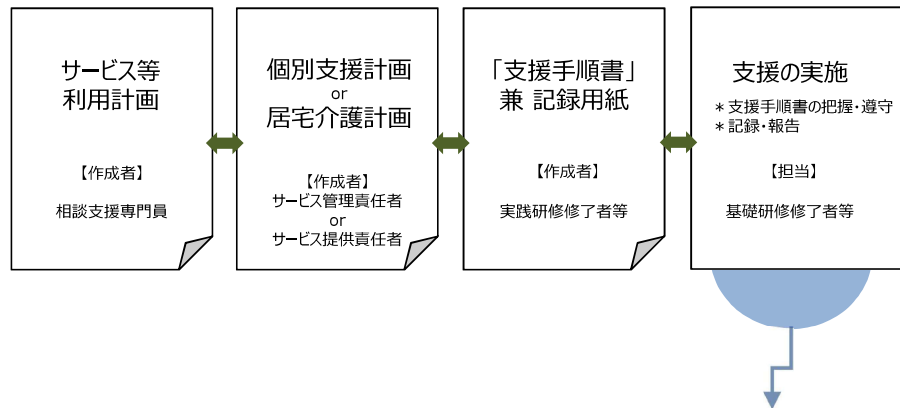 サービス等
利用計画
【作成者】
相談支援専門員
個別支援計画
or
居宅介護計画
【作成者】
サービス管理責任者
or
サービス提供責任者
「支援手順書」
兼 記録用紙
【作成者】
実践研修修了者等
支援の実施
＊支援手順書の把握・遵守
＊記録・報告
【担当】
基礎研修修了者等